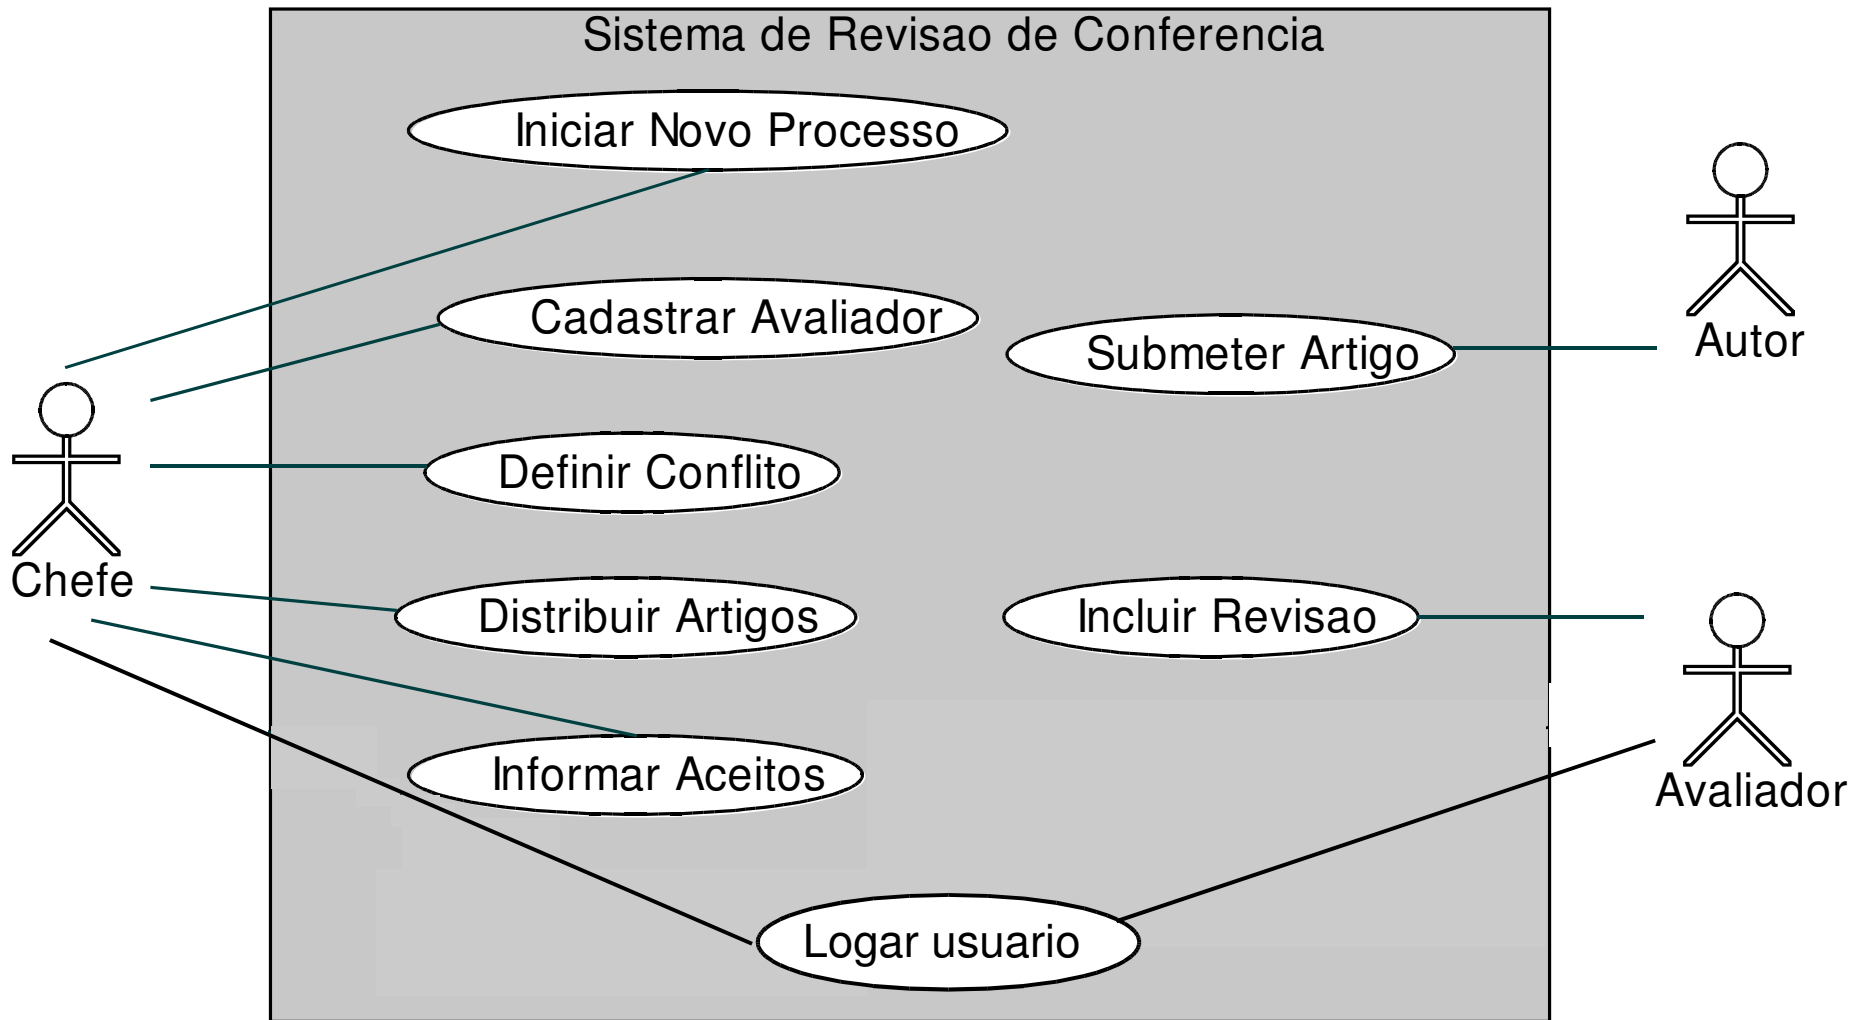 Sistema de Revisao de Conferencia
Iniciar Novo Processo
Cadastrar Avaliador
Submeter Artigo
Autor
Definir Conflito
Chefe
Distribuir Artigos
Incluir Revisao
Informar Aceitos
Avaliador
Logar usuario